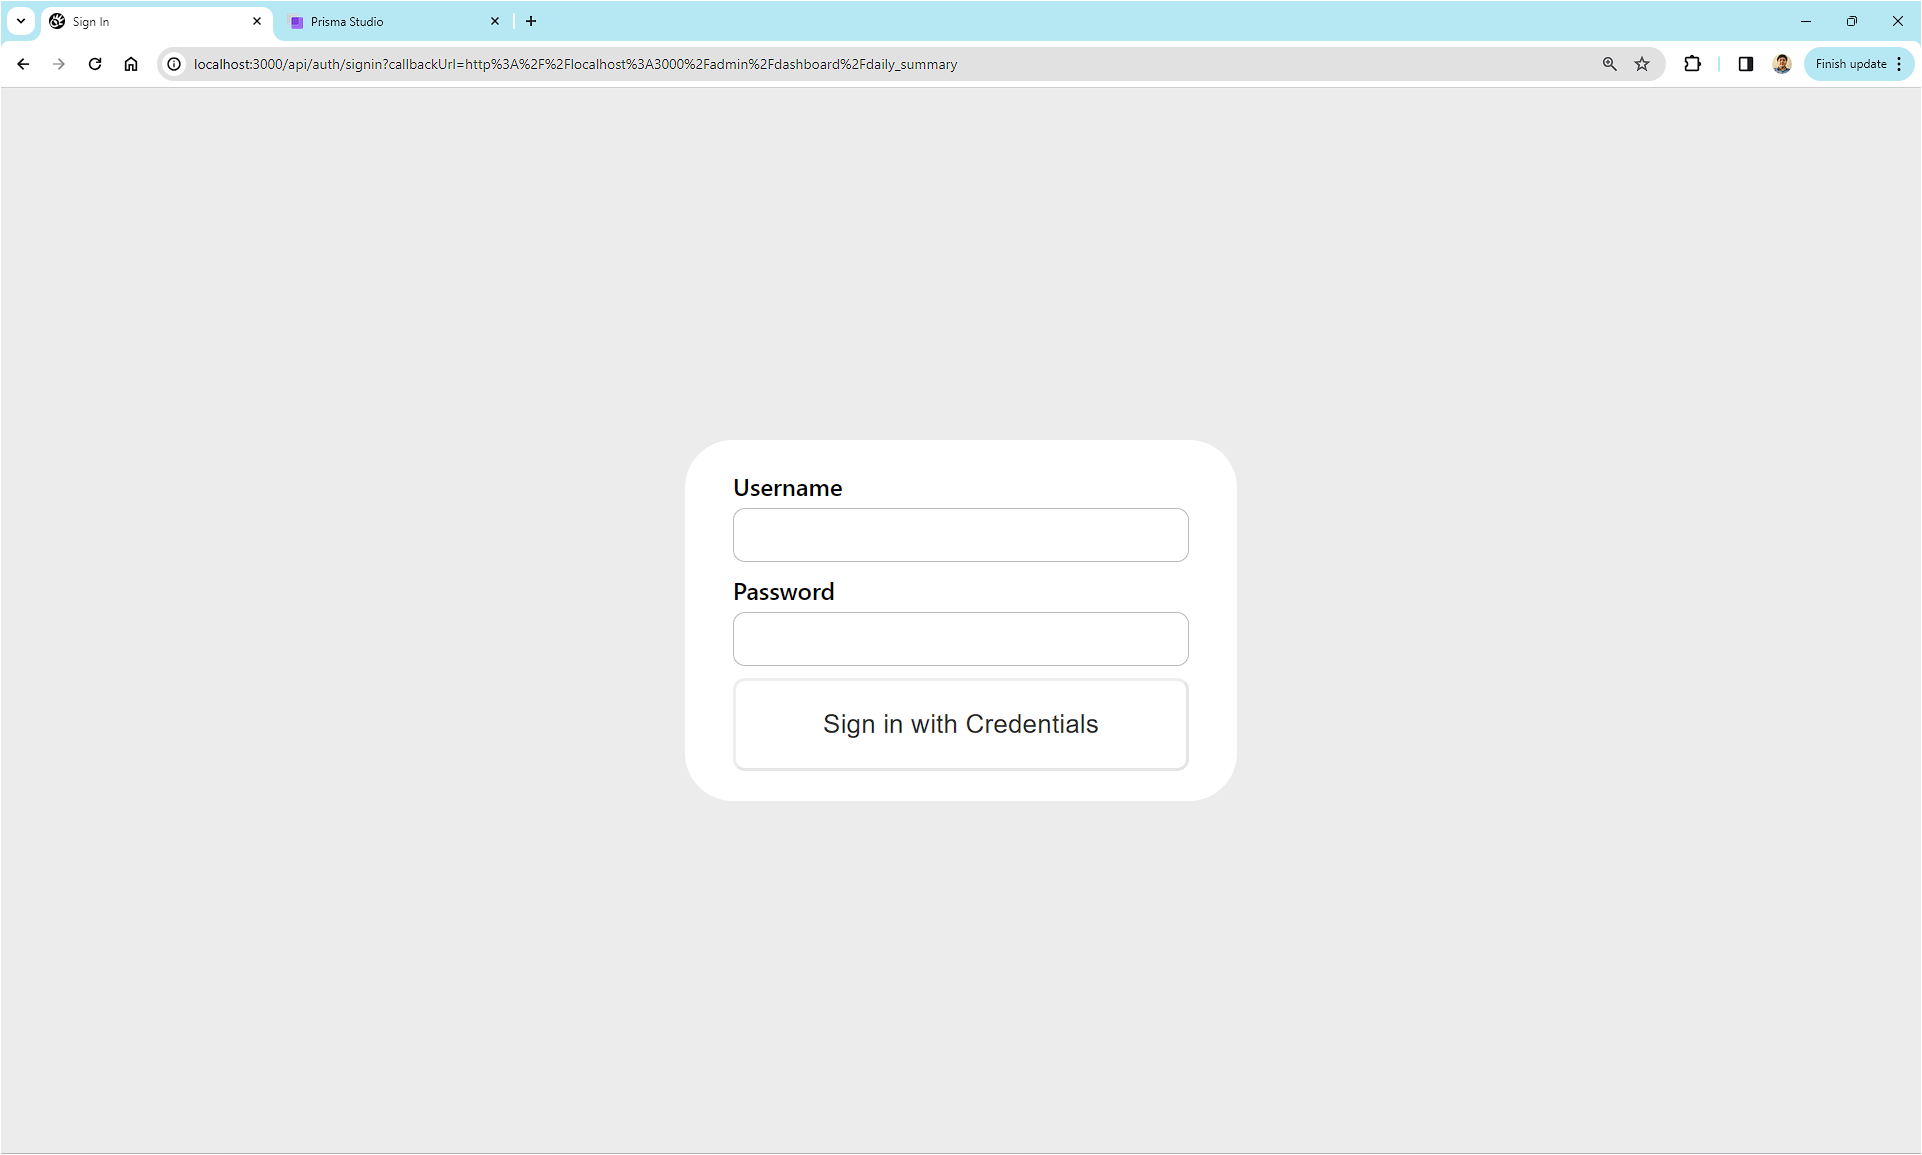 Sign In
Prisma Studio
localhost:3000/api/auth/signin?callbackUrl=http%3A%2F%2Flocalhost%3A3000%2Fadmin%2Fdashboard%2Fdaily_summary
Finish update
Username
Password
Sign in with Credentials